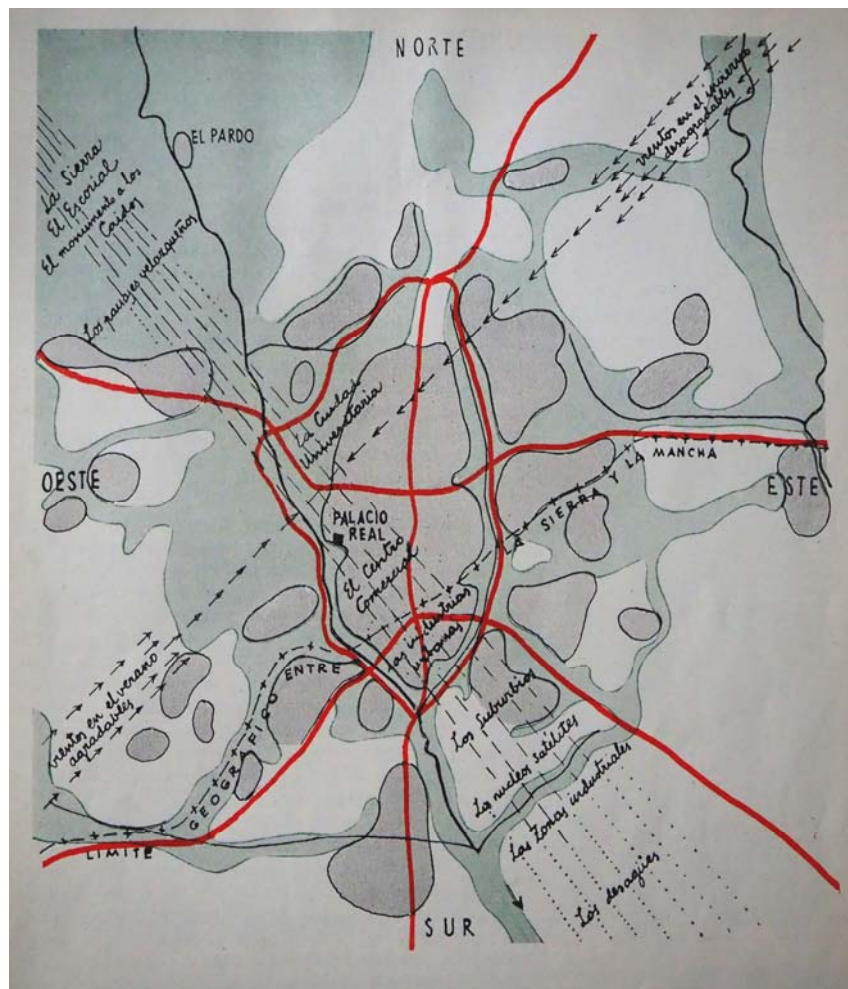 NORTE
vientos en el invierno
desagradables
EL PARDO
La Sierra
El Escorial
El monumento a los
Caidos
Los paisajes velazqueños
La Ciudad
Universitaria
OESTE
ESTE
PALACIO
REAL
El Centro
Comercial
Las industrias
urbanas
LIMITE GEOGRAFICO ENTRE LA SIERRA Y LA MANCHA
vientos en el verano
agradables
Los Suburbios
Los nucleos satélites
Las zonas industriales
Los desagües
SUR